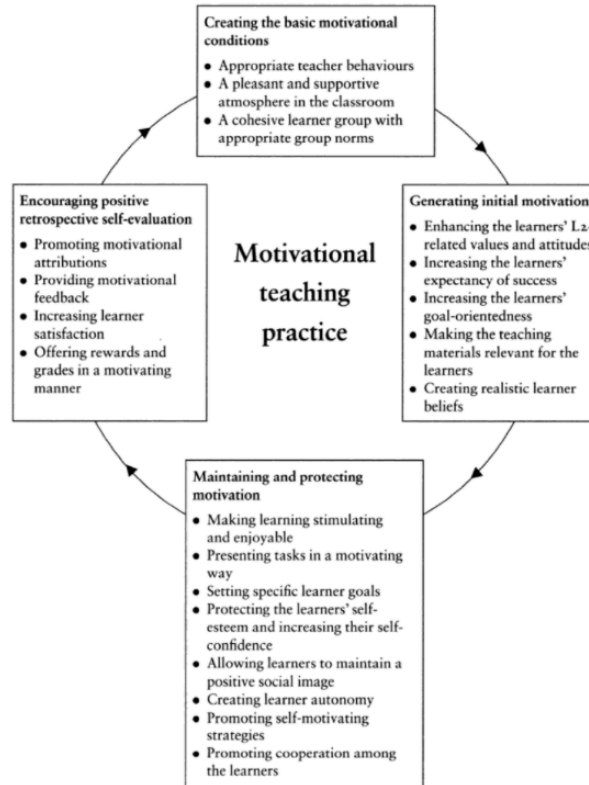 Creating the basic motivational
conditions
● Appropriate teacher behaviours
● A pleasant and supportive
atmosphere in the classroom
● A cohesive learner group with
appropriate group norms
Encouraging positive
retrospective self-evaluation
● Promoting motivational
attributions
● Providing motivational
feedback
● Increasing learner
satisfaction
● Offering rewards and
grades in a motivating
manner
Motivational
teaching
practice
Generating initial motivation
● Enhancing the learners' L2-
related values and attitudes
● Increasing the learners'
expectancy of success
● Increasing the learners'
goal-orientedness
● Making the teaching
materials relevant for the
learners
● Creating realistic learner
beliefs
Maintaining and protecting
motivation
● Making learning stimulating
and enjoyable
● Presenting tasks in a motivating
way
● Setting specific learner goals
● Protecting the learners' self-
esteem and increasing their self-
confidence
● Allowing learners to maintain a
positive social image
● Creating learner autonomy
● Promoting self-motivating
strategies
● Promoting cooperation among
the learners